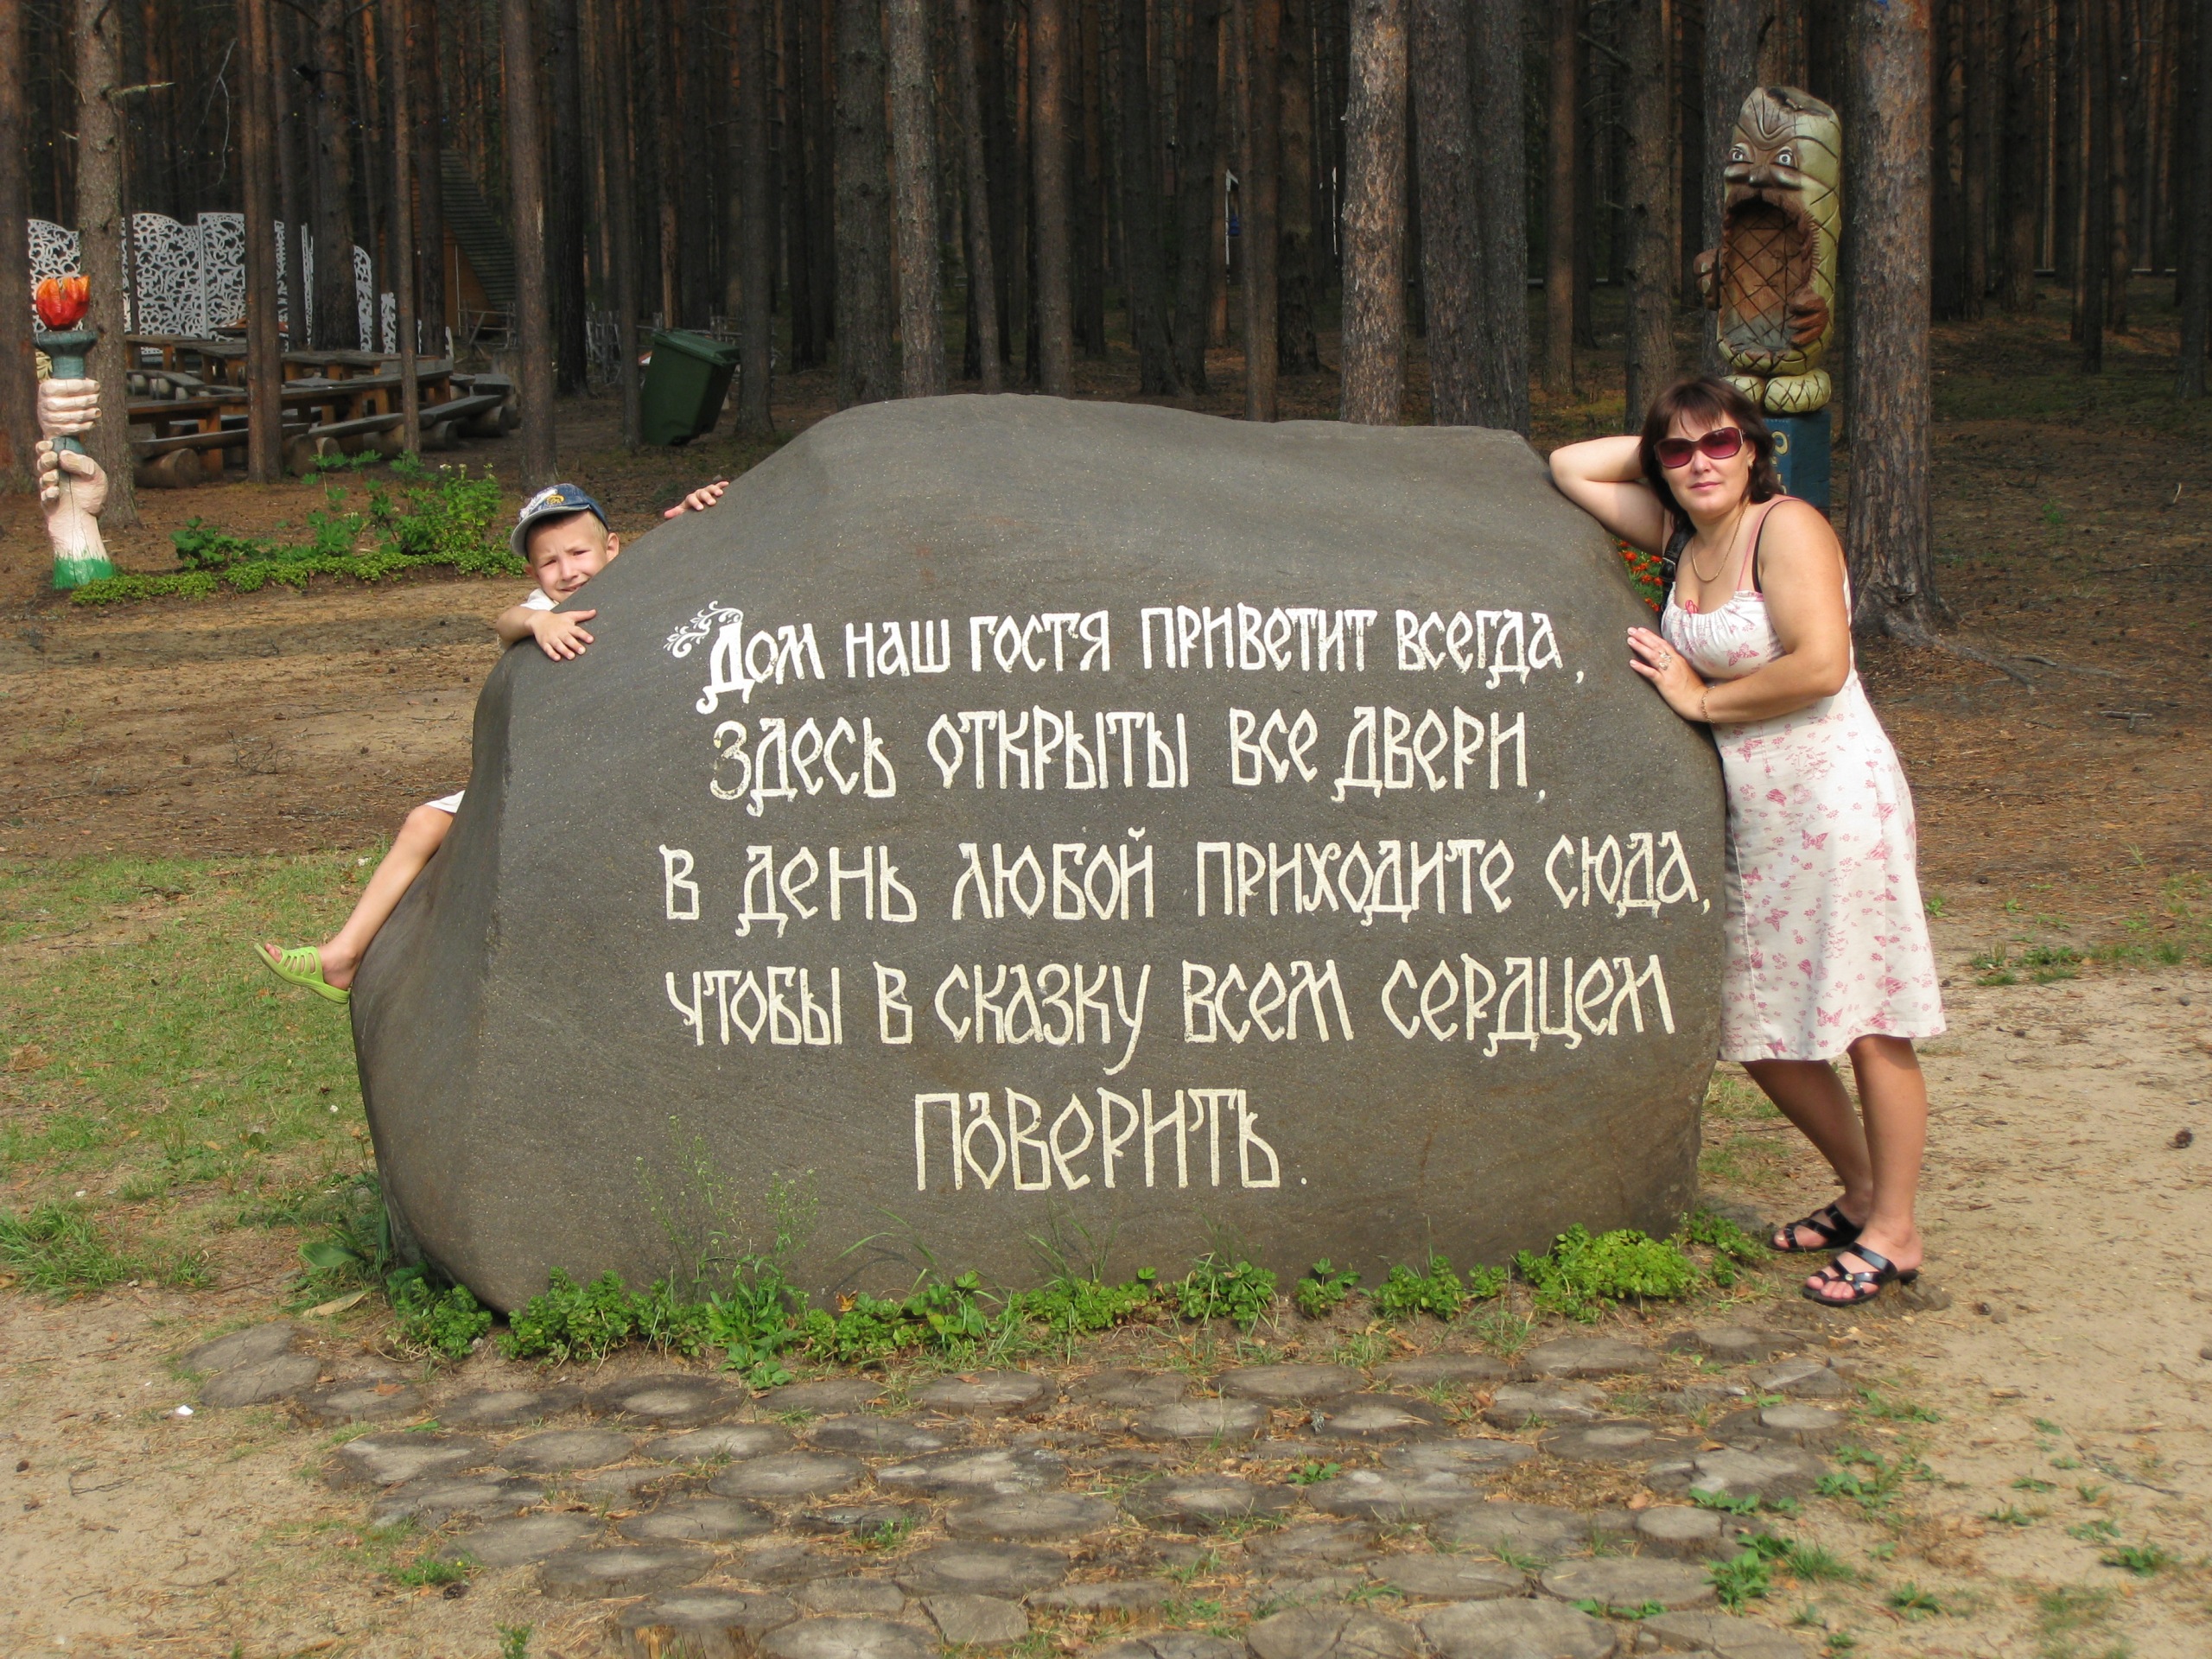 Дом наш гостя приветит всегда,
здесь открыты все двери,
в день любой приходите сюда,
чтобы в сказку всем сердцем
поверить.